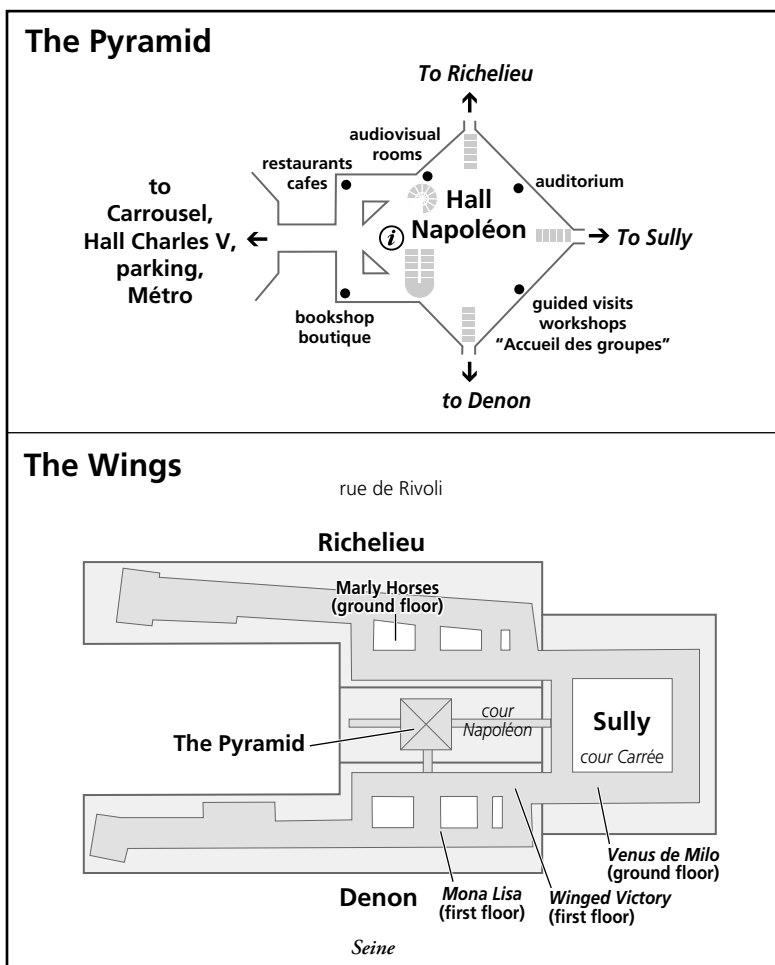 The Pyramid
To Richelieu
audiovisual
rooms
restaurants
cafes
auditorium
to
Carrousel,
Hall Charles V,
parking,
Métro
i
Hall
Napoléon
To Sully
bookshop
boutique
guided visits
workshops
“Accueil des groupes”
to Denon
The Wings
rue de Rivoli
Richelieu
Marly Horses
(ground floor)
The Pyramid
cour
Napoléon
Sully
cour Carrée
Venus de Milo
(ground floor)
Denon
Mona Lisa
(first floor)
Winged Victory
(first floor)
Seine